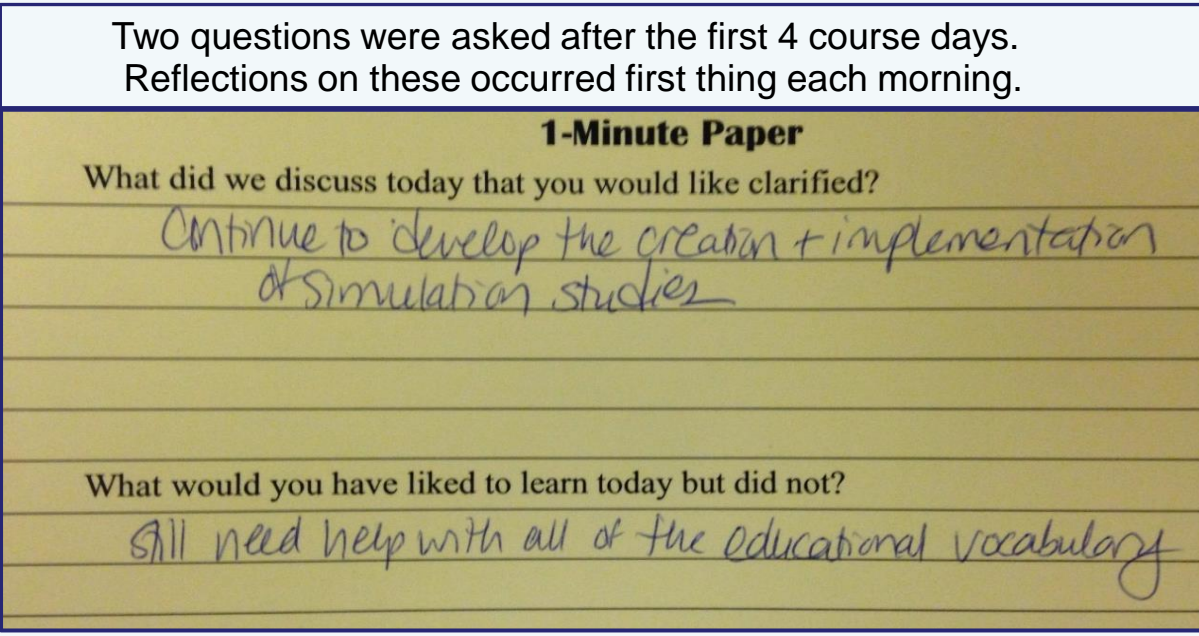 Two questions were asked after the first 4 course days.
Reflections on these occurred first thing each morning.
1-Minute Paper
What did we discuss today that you would like clarified?
Continue to develop the creation + implementation
of simulation studies
What would you have liked to learn today but did not?
Still need help with all of the educational vocabulary